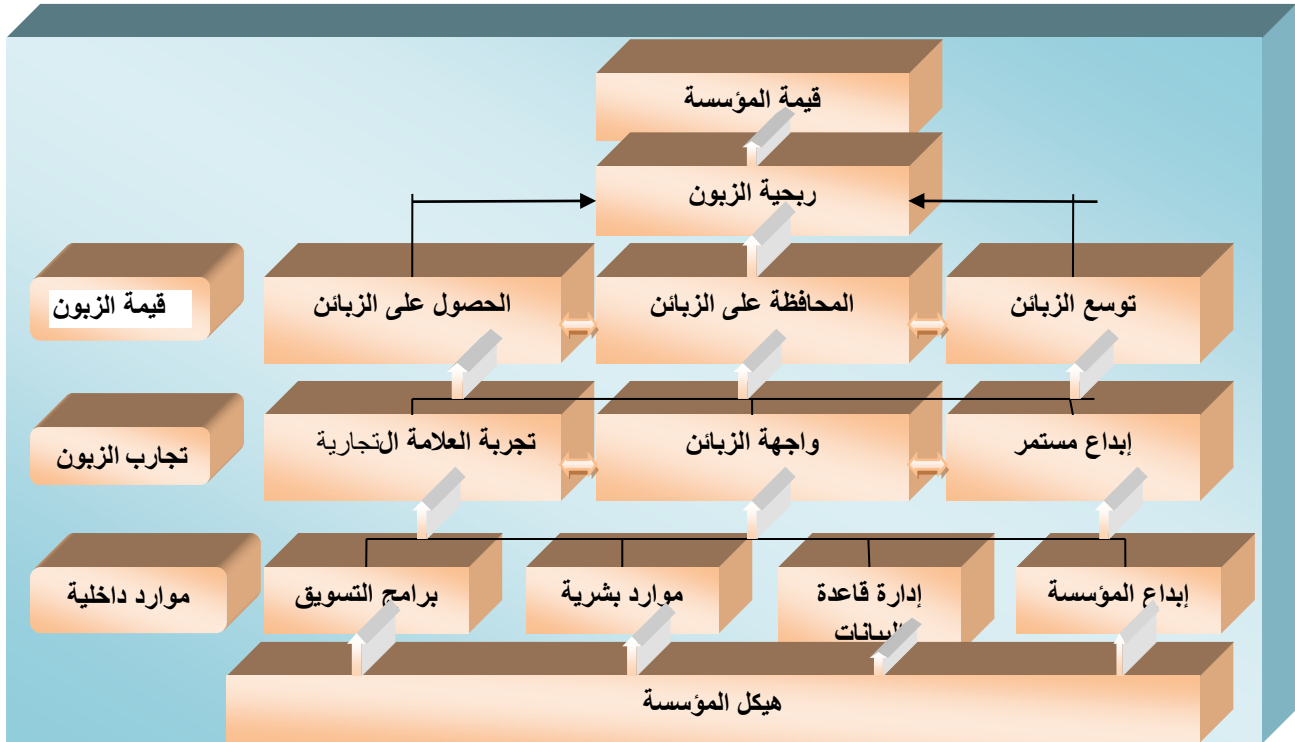 قيمة المؤسسة
ربحية الزبون
قيمة الزبون
توسع الزبائن
المحافظة على الزبائن
الحصول على الزبائن
تجارب الزبون
إبداع مستمر
واجهة الزبائن
تجربة العلامة التجارية
موارد داخلية
إبداع المؤسسة
إدارة قاعدة
البيانات
موارد بشرية
برامج التسويق
هيكل المؤسسة